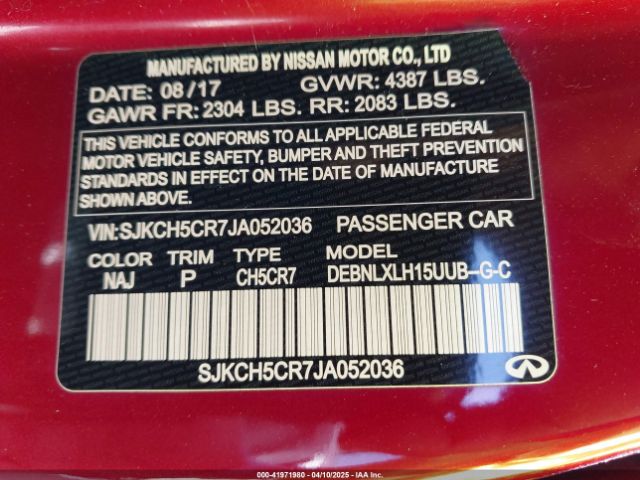 MANUFACTURED BY NISSAN MOTOR CO., LTD
DATE: 08/17 GVWR: 4387 LBS.
GAWR FR: 2304 LBS. RR: 2083 LBS.
THIS VEHICLE CONFORMS TO ALL APPLICABLE FEDERAL
MOTOR VEHICLE SAFETY, BUMPER AND THEFT PREVENTION
STANDARDS IN EFFECT ON THE DATE OF MANUFACTURE
SHOWN ABOVE.
VIN:SJKCH5CR7JA052036 PASSENGER CAR
COLOR TRIM TYPE MODEL
NAJ P CH5CR7 DEBNLXLH15UUB--G-C
SJKCH5CR7JA052036
000-41971980 - 04/10/2025 - IAA Inc.